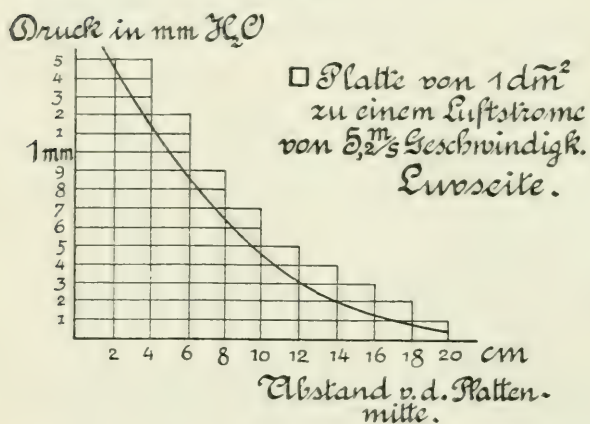 Druck in mm H₂O
□ Platte von 1 dm²
zu einem Luftstrome
von 5,2 m/s Geschwindigk.
Luvseite.
5
4
3
2
1
1 mm
9
8
7
6
5
4
3
2
1
2 4 6 8 10 12 14 16 18 20 cm
Abstand v. d. Platten-
mitte.